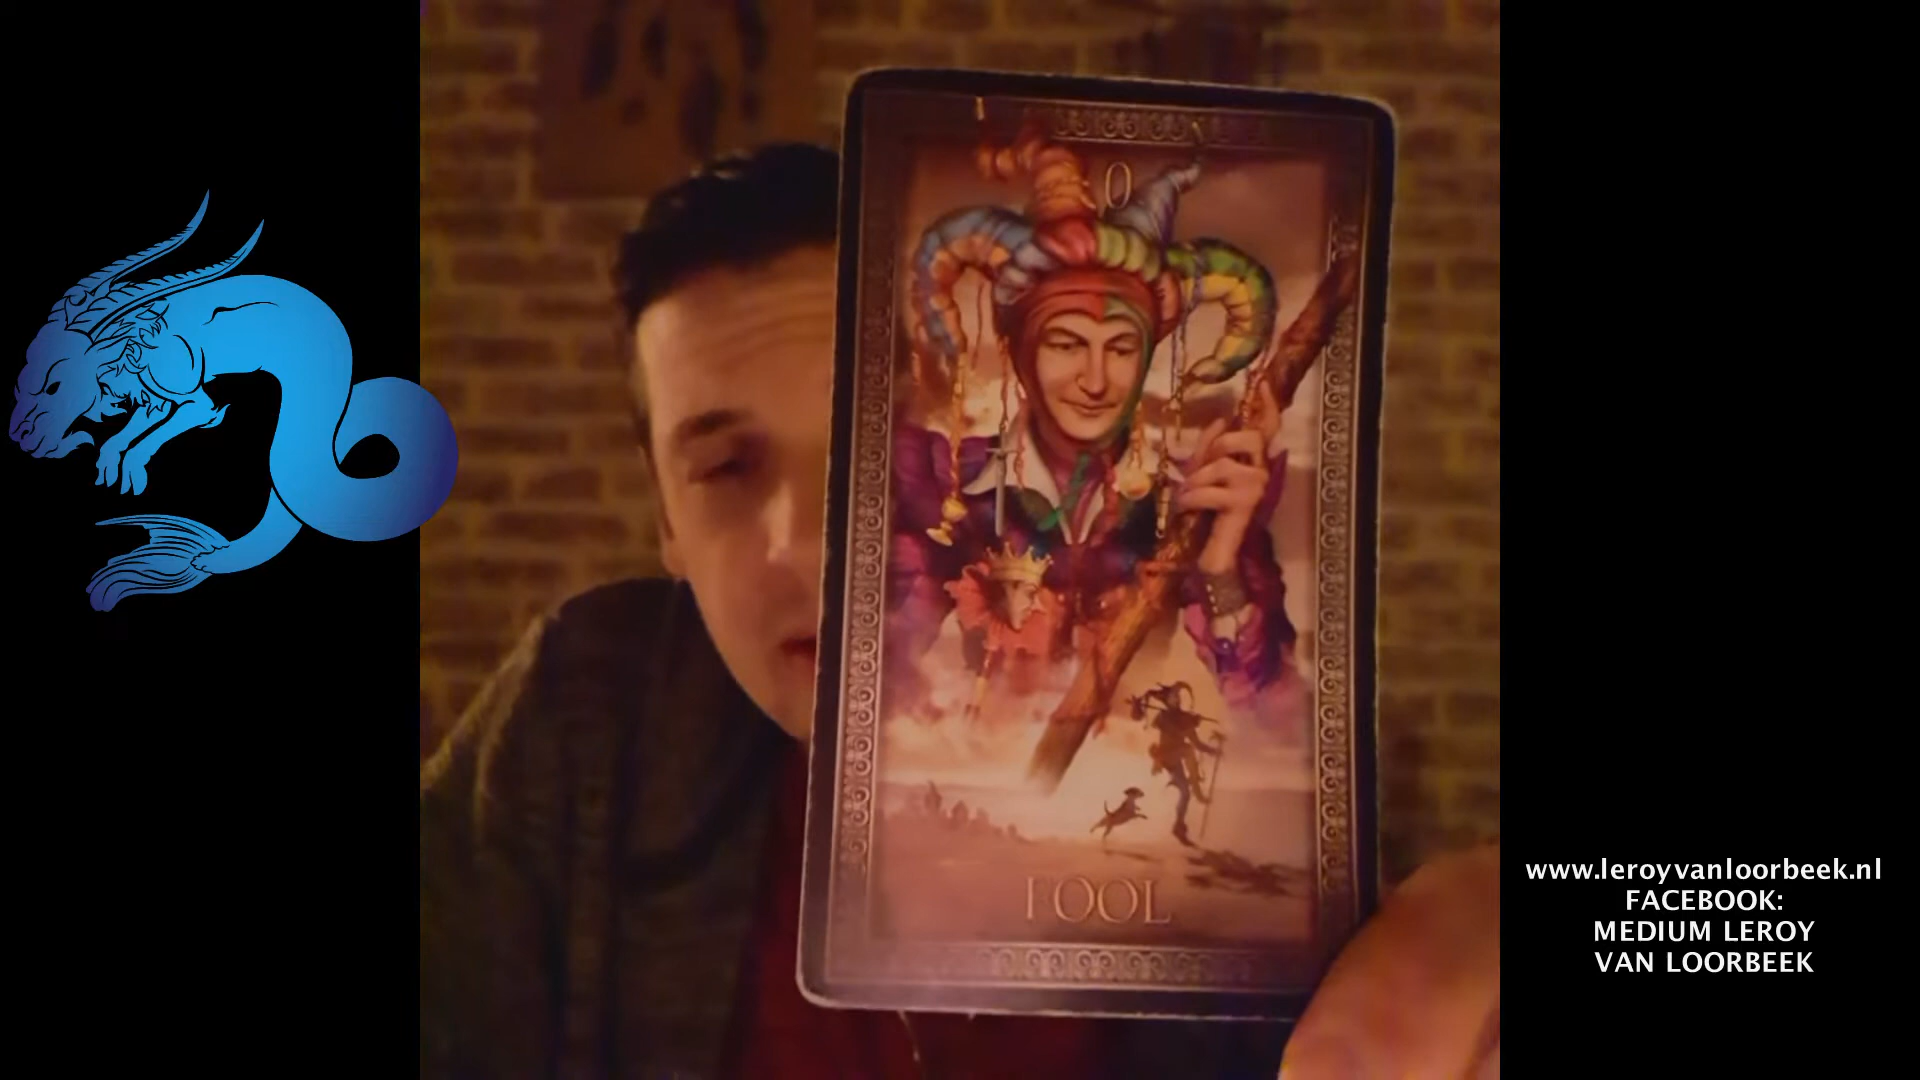 0
FOOL
www.leroyvanloorbeek.nl
FACEBOOK:
MEDIUM LEROY
VAN LOORBEEK